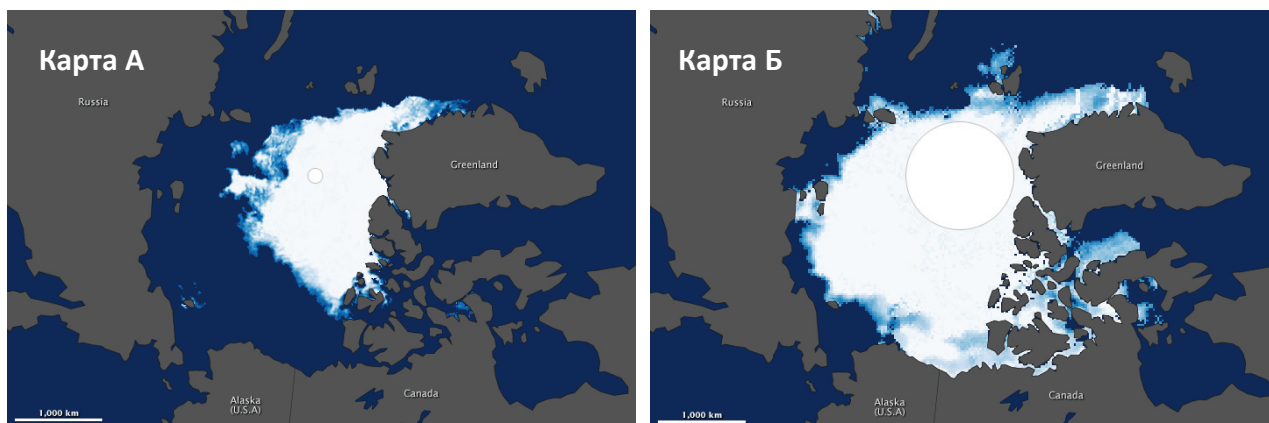 Карта А
Russia
Greenland
Alaska
(U.S.A)
Canada
1,000 km
Карта Б
Russia
Greenland
Alaska
(U.S.A)
Canada
1,000 km